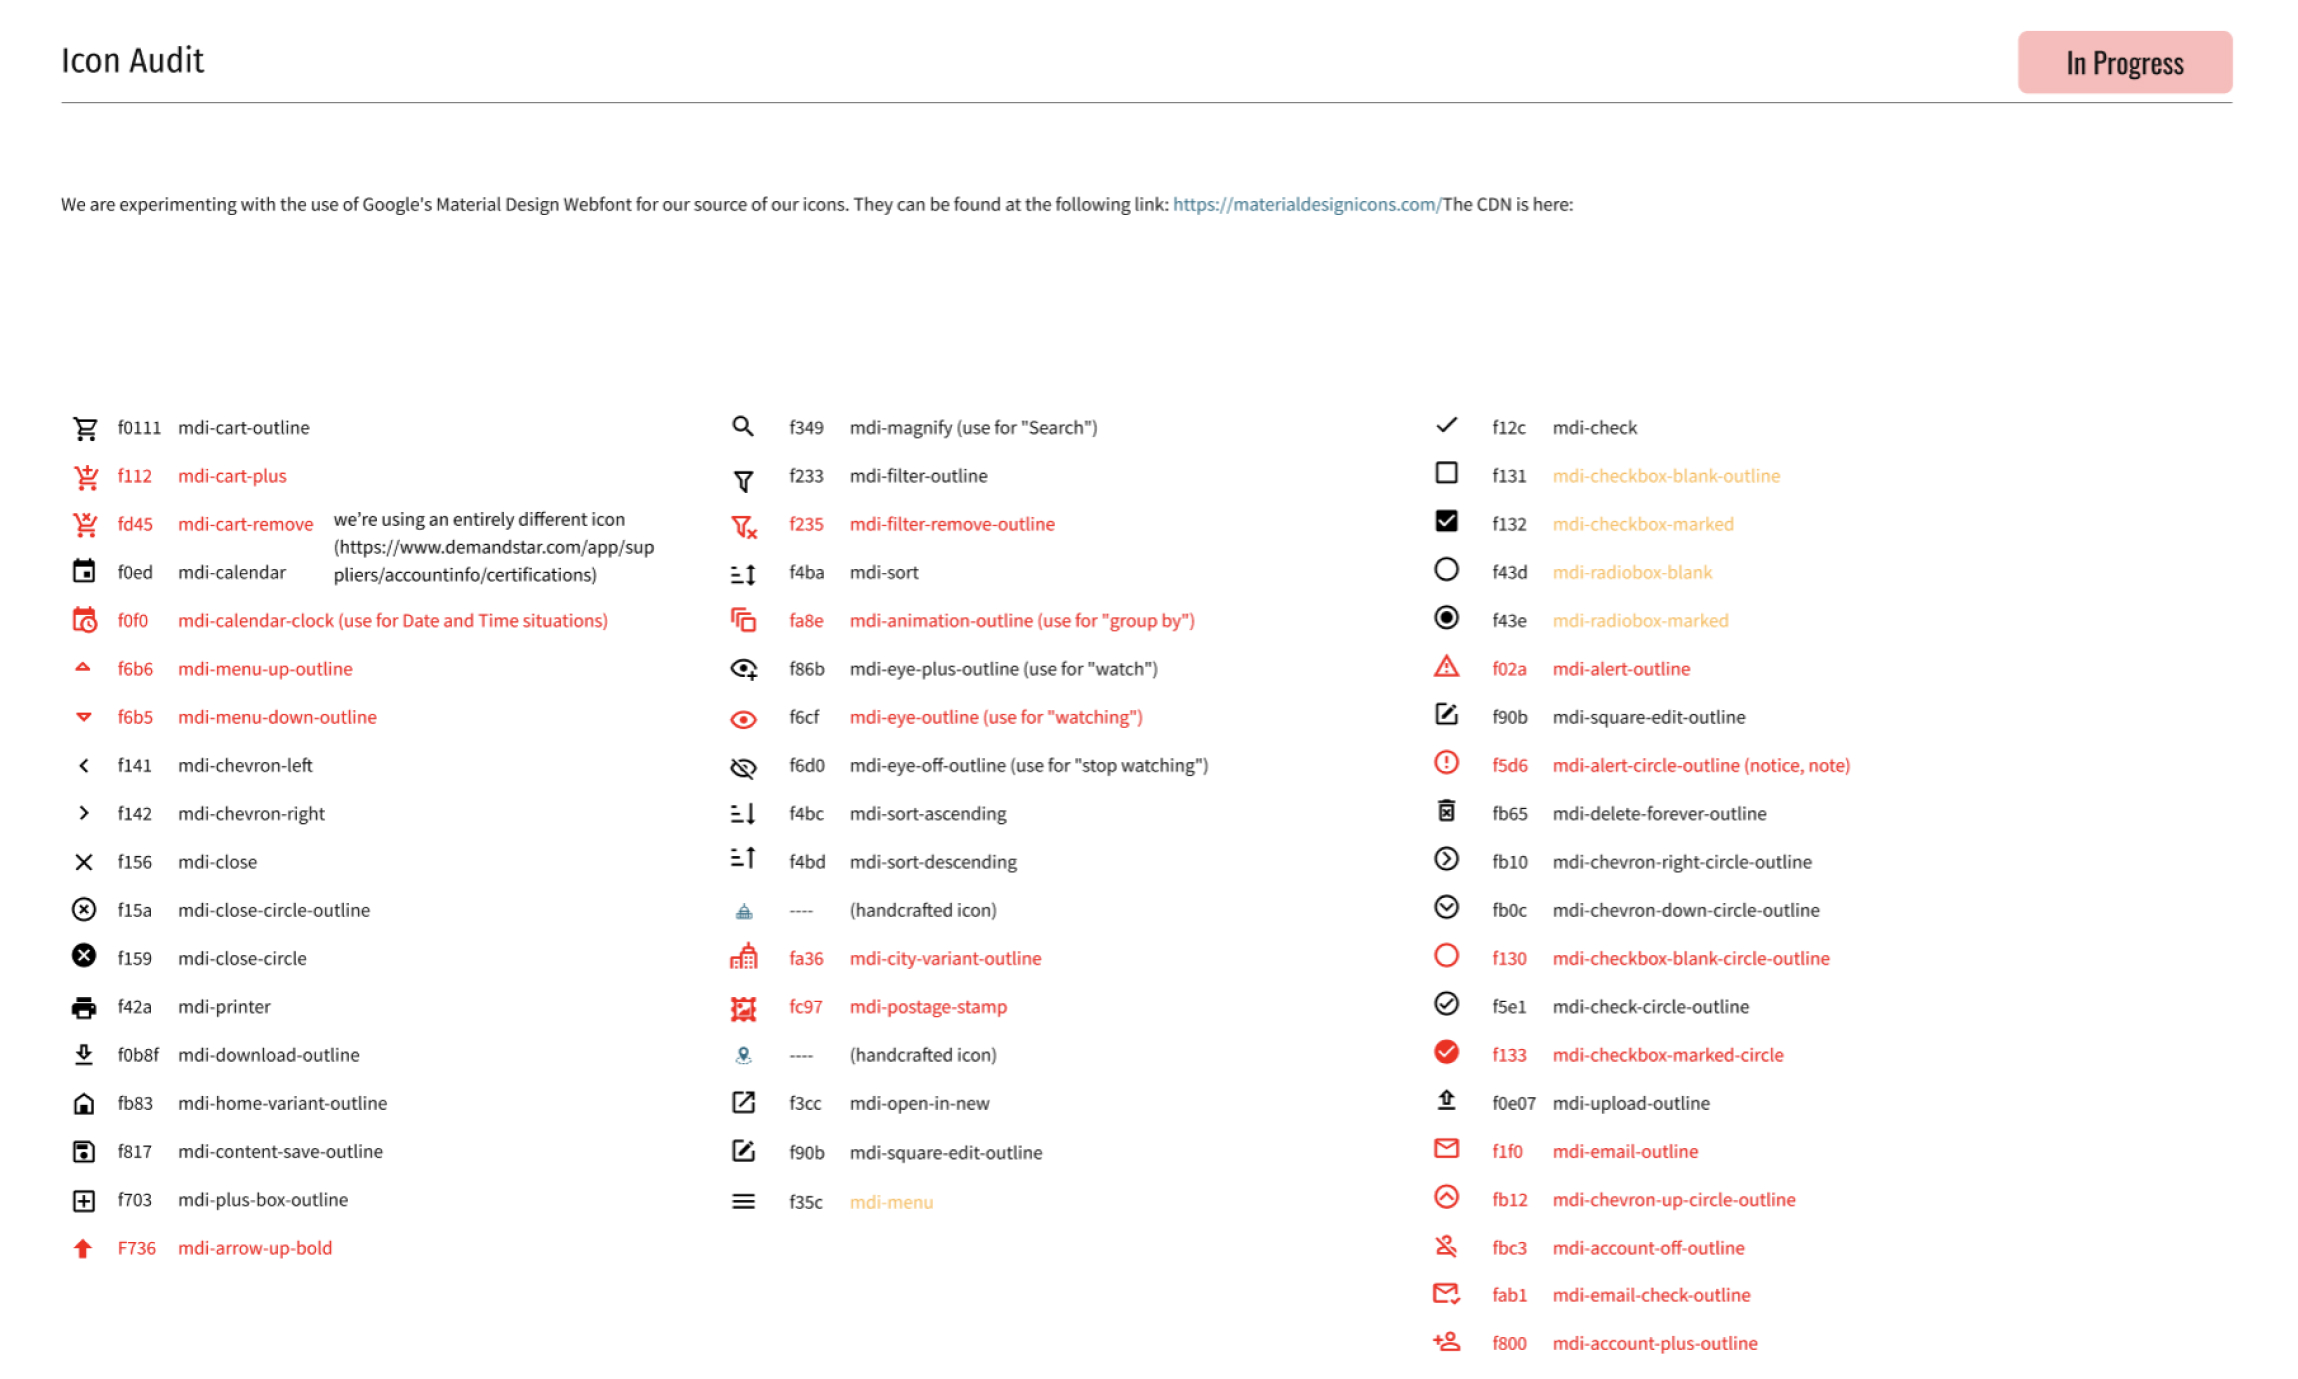 Icon Audit
In Progress
We are experimenting with the use of Google's Material Design Webfont for our source of our icons. They can be found at the following link: https://materialdesignicons.com/The CDN is here:
f0111 mdi-cart-outline
f112 mdi-cart-plus
fd45 mdi-cart-remove
we're using an entirely different icon
(https://www.demandstar.com/app/sup
pliers/accountinfo/certifications)
f0ed mdi-calendar
f0f0 mdi-calendar-clock (use for Date and Time situations)
f6b6 mdi-menu-up-outline
f6b5 mdi-menu-down-outline
f141 mdi-chevron-left
f142 mdi-chevron-right
f156 mdi-close
f15a mdi-close-circle-outline
f159 mdi-close-circle
f42a mdi-printer
f0b8f mdi-download-outline
fb83 mdi-home-variant-outline
f817 mdi-content-save-outline
f703 mdi-plus-box-outline
F736 mdi-arrow-up-bold
f349 mdi-magnify (use for "Search")
f233 mdi-filter-outline
f235 mdi-filter-remove-outline
f4ba mdi-sort
fa8e mdi-animation-outline (use for "group by")
f86b mdi-eye-plus-outline (use for "watch")
f6cf mdi-eye-outline (use for "watching")
f6d0 mdi-eye-off-outline (use for "stop watching")
f4bc mdi-sort-ascending
f4bd mdi-sort-descending
---- (handcrafted icon)
fa36 mdi-city-variant-outline
fc97 mdi-postage-stamp
---- (handcrafted icon)
f3cc mdi-open-in-new
f90b mdi-square-edit-outline
f35c mdi-menu
f12c mdi-check
f131 mdi-checkbox-blank-outline
f132 mdi-checkbox-marked
f43d mdi-radiobox-blank
f43e mdi-radiobox-marked
f02a mdi-alert-outline
f90b mdi-square-edit-outline
f5d6 mdi-alert-circle-outline (notice, note)
fb65 mdi-delete-forever-outline
fb10 mdi-chevron-right-circle-outline
fb0c mdi-chevron-down-circle-outline
f130 mdi-checkbox-blank-circle-outline
f5e1 mdi-check-circle-outline
f133 mdi-checkbox-marked-circle
f0e07 mdi-upload-outline
f1f0 mdi-email-outline
fb12 mdi-chevron-up-circle-outline
fbc3 mdi-account-off-outline
fab1 mdi-email-check-outline
f800 mdi-account-plus-outline